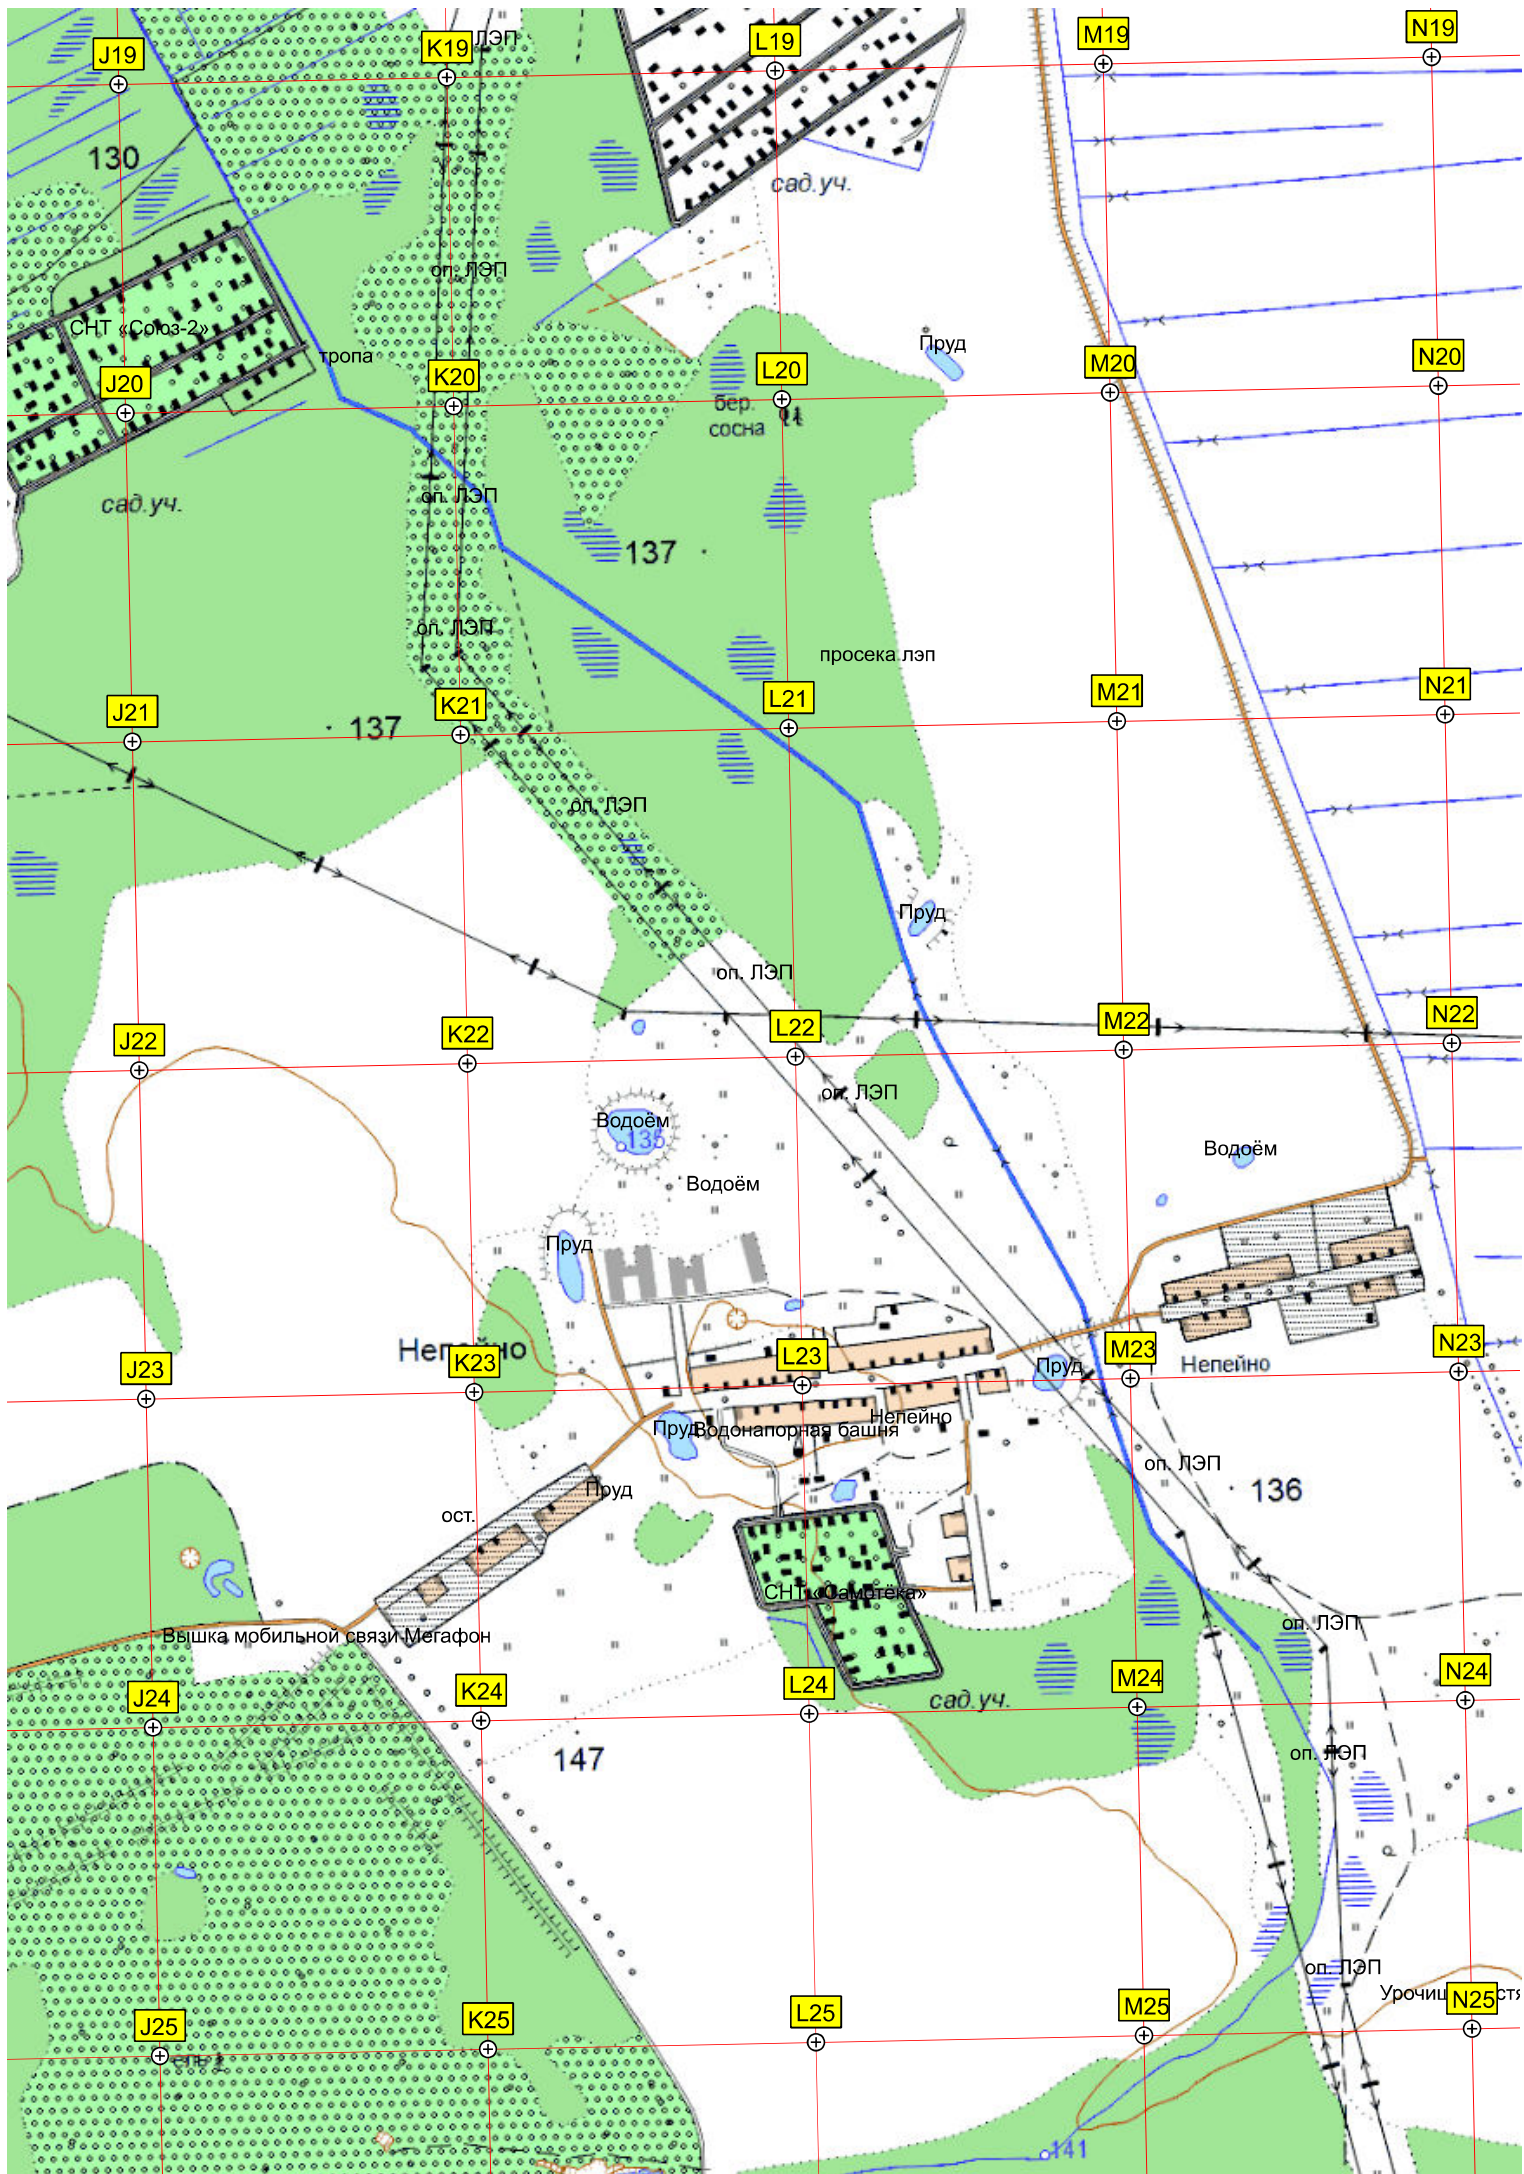 J19
K19
ЛЭП
L19
M19
N19
130
сад.уч.
оп. ЛЭП
СНТ «Союз-2»
тропа
Пруд
J20
K20
L20
M20
N20
бер.
сосна
сад.уч.
оп. ЛЭП
137
оп. ЛЭП
просека лэп
J21
137
K21
L21
M21
N21
оп. ЛЭП
Пруд
оп. ЛЭП
J22
K22
L22
M22
N22
оп. ЛЭП
Водоём
135
Водоём
Водоём
Пруд
J23
Непейно
K23
L23
Пруд
M23
Непейно
N23
Пруд
Водонапорная башня
Непейно
оп. ЛЭП
136
Пруд
ост.
СНТ «Самотёка»
оп. ЛЭП
Вышка мобильной связи Мегафон
J24
K24
L24
сад.уч.
M24
N24
147
оп. ЛЭП
оп. ЛЭП
J25
K25
L25
M25
N25
141